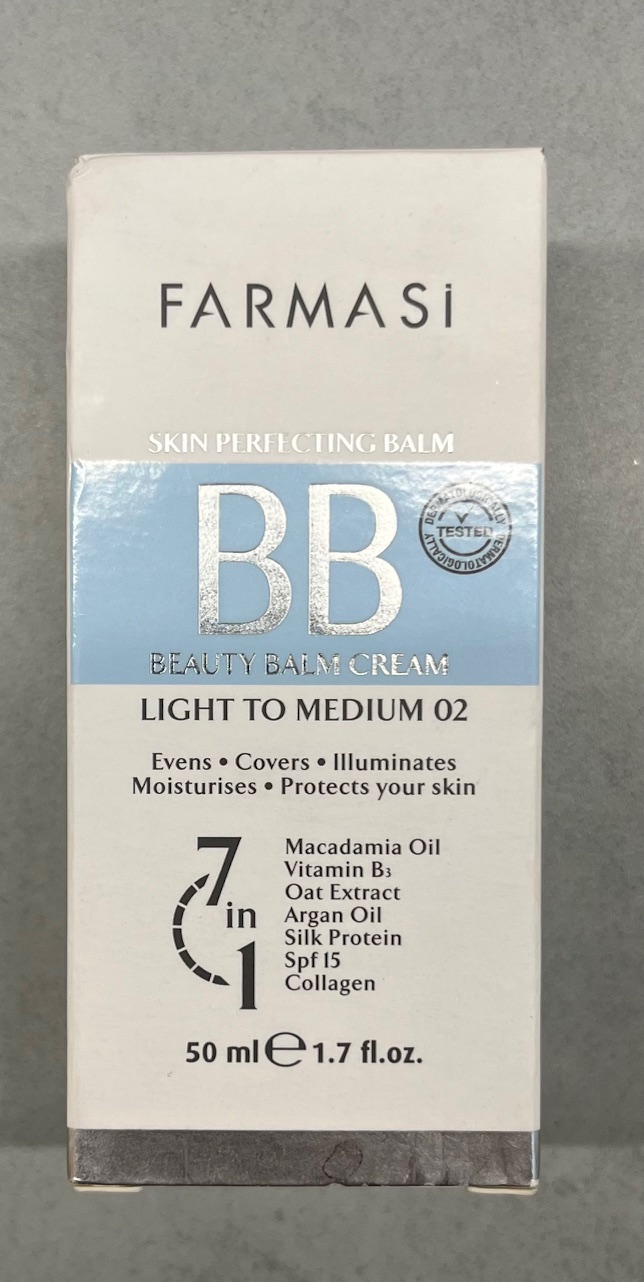 FARMASi
SKIN PERFECTING BALM
BB
DERMATOLOGICALLY
TESTED
DERMATOLOGICALLY
BEAUTY BALM CREAM
LIGHT TO MEDIUM 02
Evens • Covers • Illuminates
Moisturises • Protects your skin
7 in 1
Macadamia Oil
Vitamin B₃
Oat Extract
Argan Oil
Silk Protein
Spf 15
Collagen
50 ml ℮ 1.7 fl.oz.